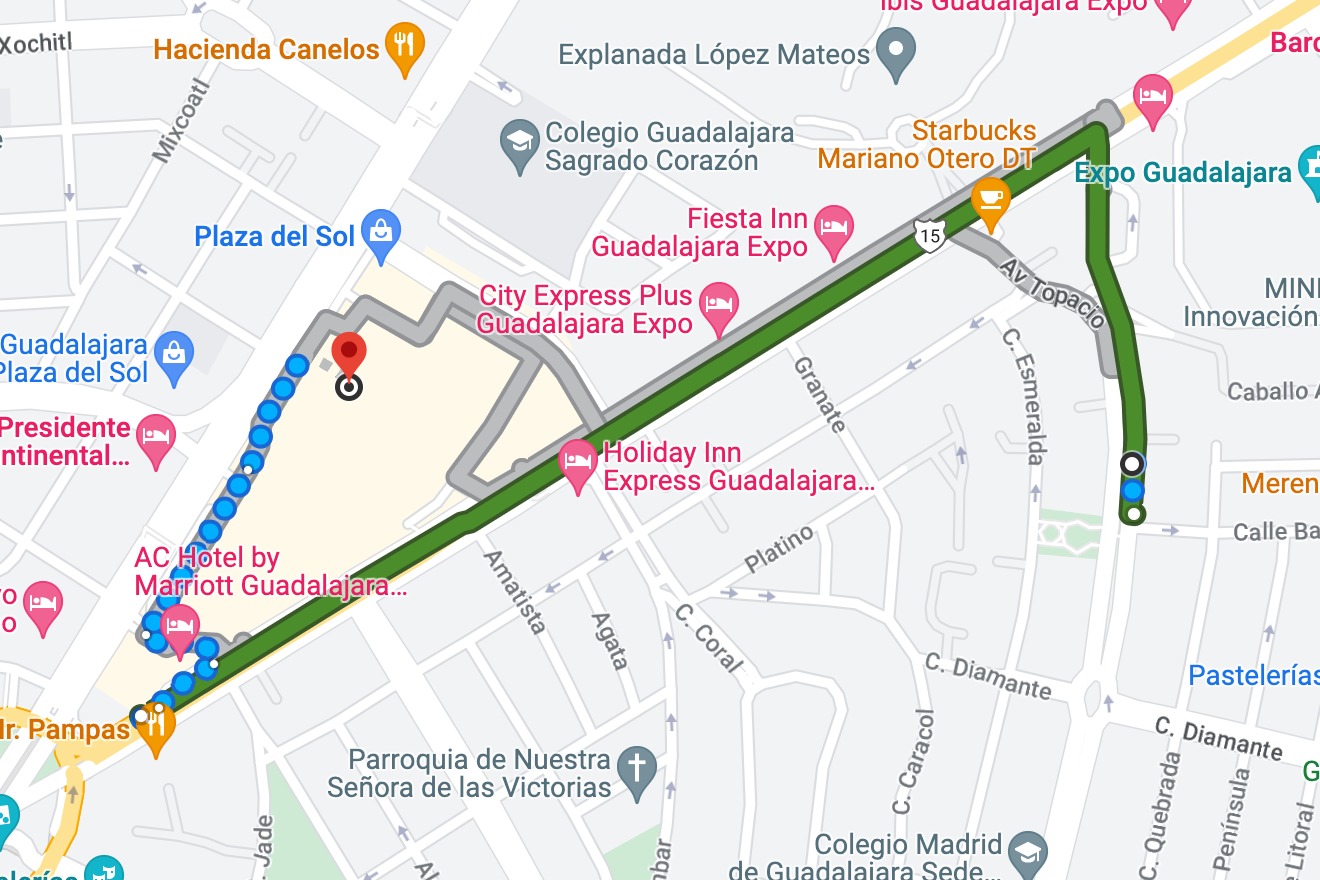 Ibis Guadalajara Expo
Xochitl
Hacienda Canelos
Explanada López Mateos
Mixcoatl
Colegio Guadalajara
Sagrado Corazón
Starbucks
Mariano Otero DT
Expo Guadalajara
Fiesta Inn
Guadalajara Expo
Plaza del Sol
15
Av Topacio
City Express Plus
Guadalajara Expo
Innovación
Guadalajara
Plaza del Sol
C. Esmeralda
Granate
Caballo A
Presidente
ntinental...
Holiday Inn
Express Guadalajara...
Meren
Calle Ba
Platino
AC Hotel by
Marriott Guadalajara...
Amatista
Agata
C. Coral
C. Diamante
Pastelerías
C. Diamante
Mr. Pampas
Parroquia de Nuestra
Señora de las Victorias
C. Caracol
C. Quebrada
Península
Litoral
Jade
Colegio Madrid
de Guadalajara Sede...